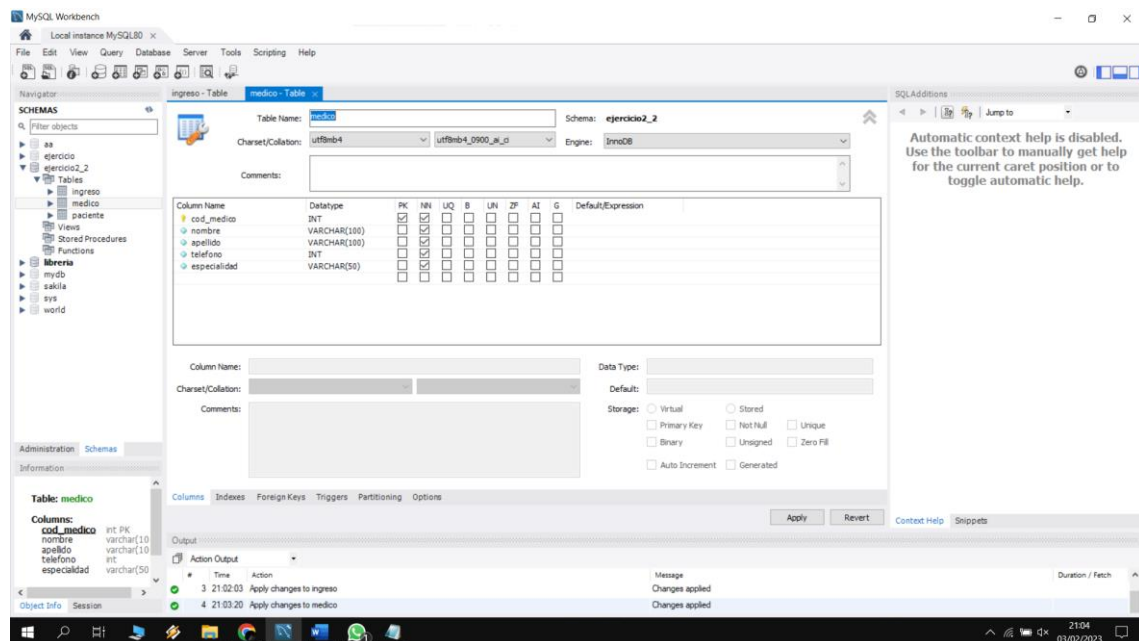 MySQL Workbench
Local instance MySQL80
File Edit View Query Database Server Tools Scripting Help
Navigator
SCHEMAS
Filter objects
aa
ejercicio
ejercicio2_2
Tables
ingreso
medico
paciente
Views
Stored Procedures
Functions
libreria
mydb
sakila
sys
world
Administration Schemas
Information
Table: medico
Columns:
cod_medico int PK
nombre varchar(10
apellido varchar(10
telefono int
especialidad varchar(50
Object Info Session
ingreso - Table medico - Table
Table Name: medico Schema: ejercicio2_2
Charset/Collation: utf8mb4 utf8mb4_0900_ai_ci Engine: InnoDB
Comments:
Column Name Datatype PK NN UQ B UN ZF AI G Default/Expression
cod_medico INT
nombre VARCHAR(100)
apellido VARCHAR(100)
telefono INT
especialidad VARCHAR(50)
Column Name: Data Type:
Charset/Collation: Default:
Comments: Storage: Virtual Stored
Primary Key Not Null Unique
Binary Unsigned Zero Fill
Auto Increment Generated
Columns Indexes Foreign Keys Triggers Partitioning Options
Apply Revert
Output
Action Output
# Time Action Message Duration / Fetch
3 21:02:03 Apply changes to ingreso Changes applied
4 21:03:20 Apply changes to medico Changes applied
SQLAdditions
Jump to
Automatic context help is disabled.
Use the toolbar to manually get help
for the current caret position or to
toggle automatic help.
Context Help Snippets
21:04
03/02/2023